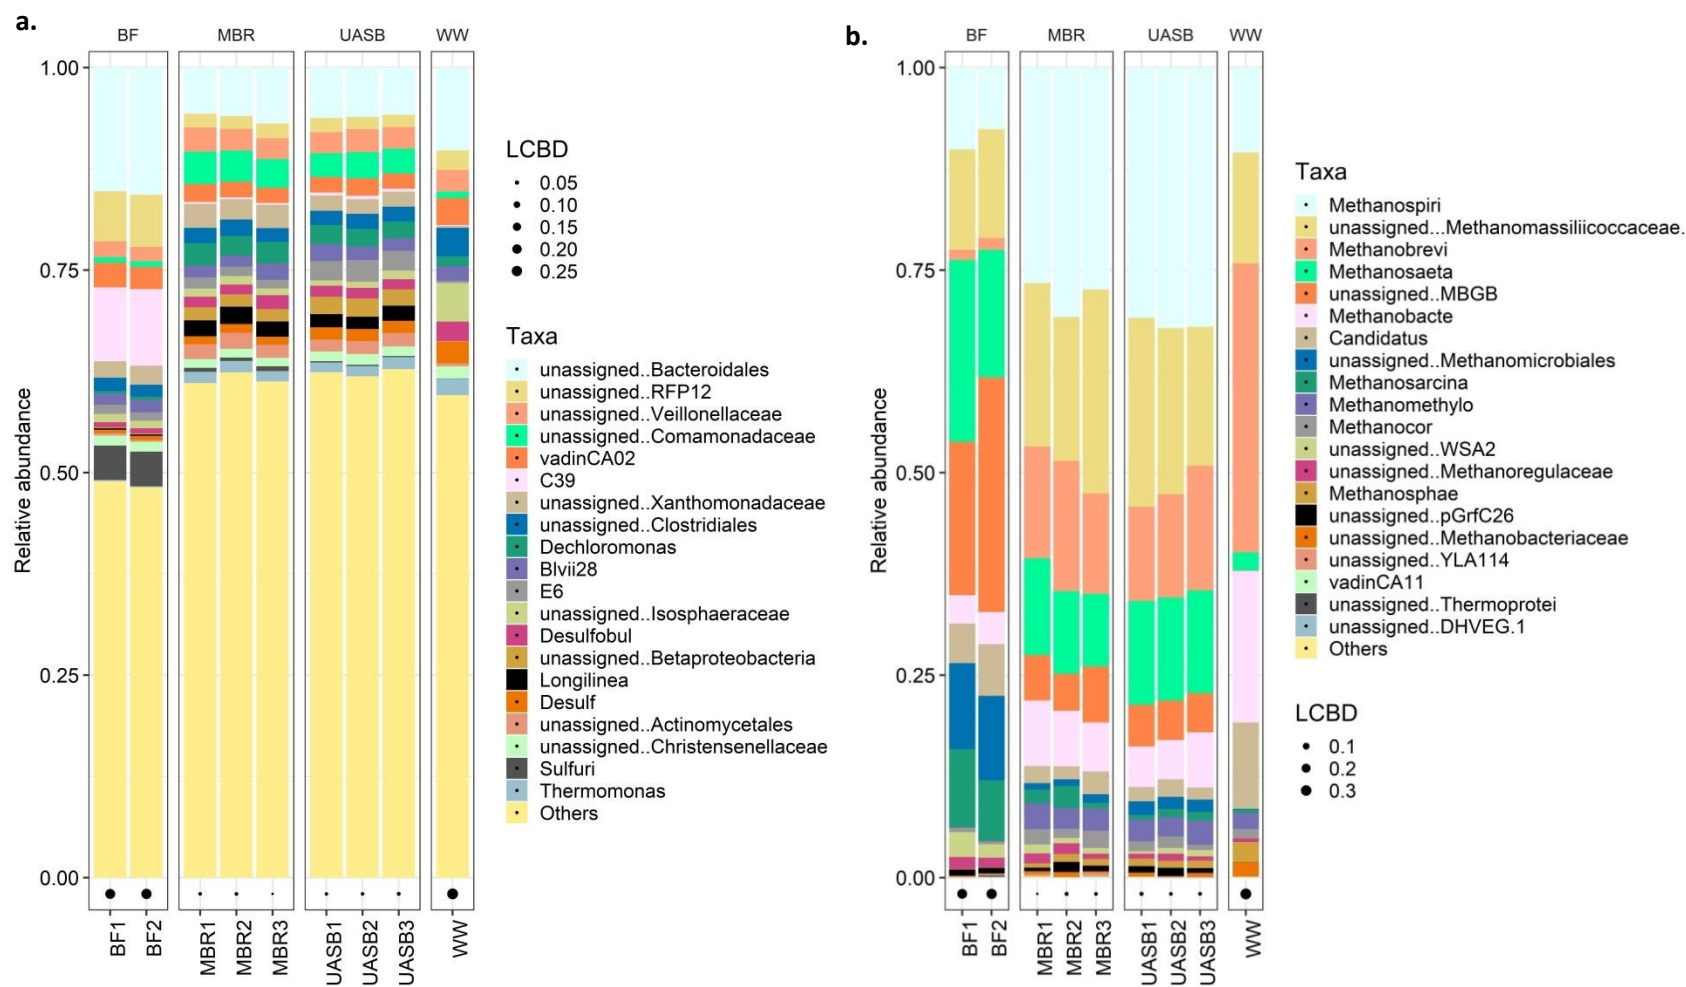 a.
BF MBR UASB WW
1.00
0.75
0.50
0.25
0.00
Relative abundance
BF1 BF2 MBR1 MBR2 MBR3 UASB1 UASB2 UASB3 WW
LCBD
0.05
0.10
0.15
0.20
0.25
Taxa
unassigned..Bacteroidales
unassigned..RFP12
unassigned..Veillonellaceae
unassigned..Comamonadaceae
vadinCA02
C39
unassigned..Xanthomonadaceae
unassigned..Clostridiales
Dechloromonas
Blvii28
E6
unassigned..Isosphaeraceae
Desulfobul
unassigned..Betaproteobacteria
Longilinea
Desulf
unassigned..Actinomycetales
unassigned..Christensenellaceae
Sulfuri
Thermomonas
Others
b.
BF MBR UASB WW
1.00
0.75
0.50
0.25
0.00
Relative abundance
BF1 BF2 MBR1 MBR2 MBR3 UASB1 UASB2 UASB3 WW
Taxa
Methanospiri
unassigned...Methanomassiliicoccaceae.
Methanobrevi
Methanosaeta
unassigned..MBGB
Methanobacte
Candidatus
unassigned..Methanomicrobiales
Methanosarcina
Methanomethylo
Methanocor
unassigned..WSA2
unassigned..Methanoregulaceae
Methanosphae
unassigned..pGrfC26
unassigned..Methanobacteriaceae
unassigned..YLA114
vadinCA11
unassigned..Thermoprotei
unassigned..DHVEG.1
Others
LCBD
0.1
0.2
0.3